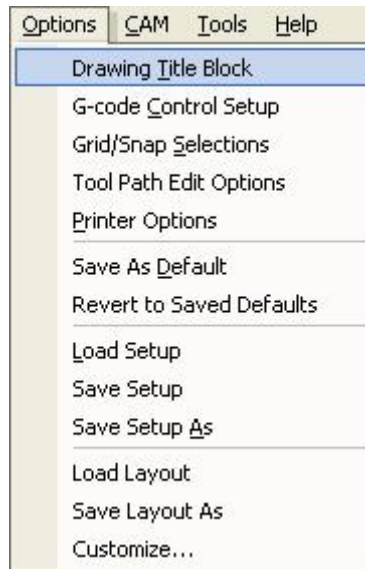 Options CAM Tools Help
Drawing Title Block
G-code Control Setup
Grid/Snap Selections
Tool Path Edit Options
Printer Options
Save As Default
Revert to Saved Defaults
Load Setup
Save Setup
Save Setup As
Load Layout
Save Layout As
Customize...